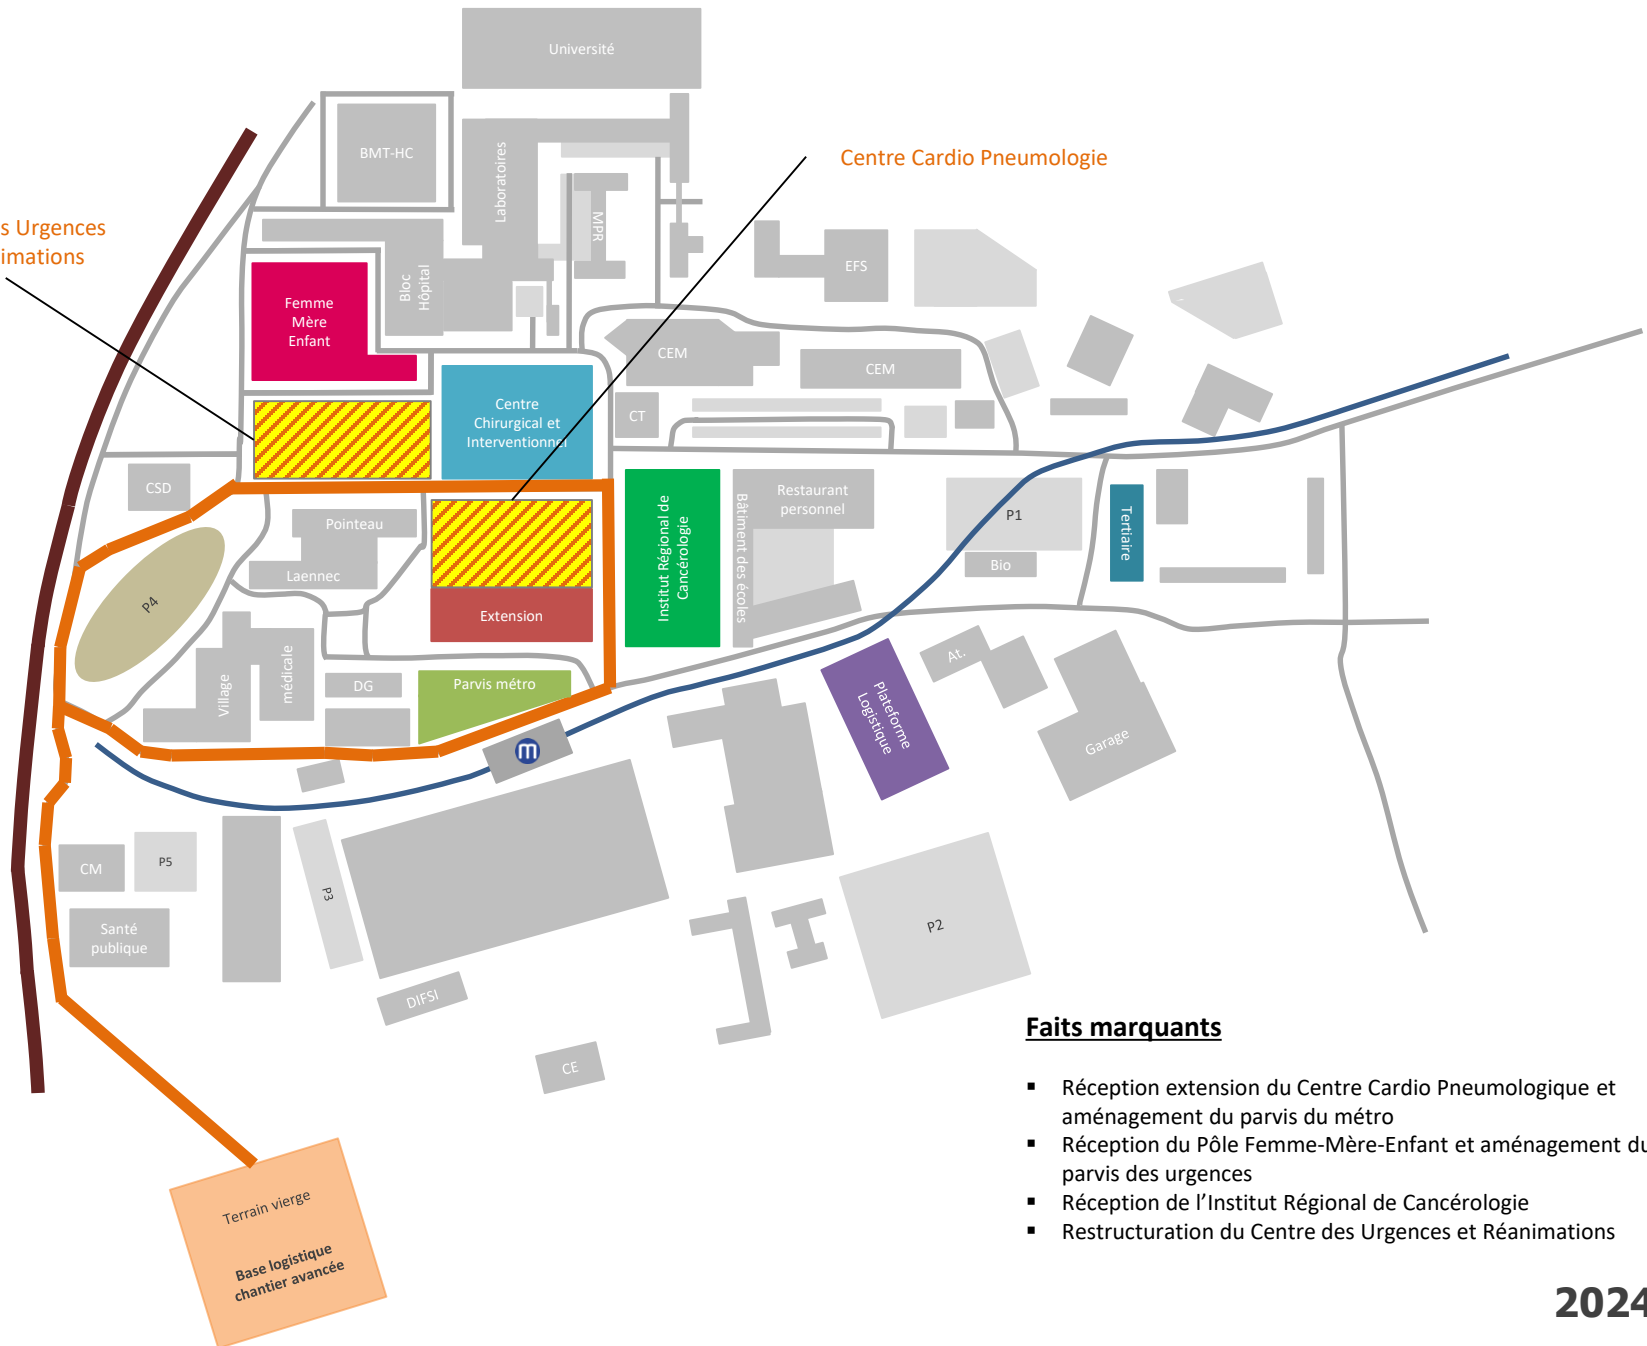 Université
BMT-HC
Laboratoires
MPR
Centre Cardio Pneumologie
s Urgences
imations
EFS
Bloc
Hôpital
Femme
Mère
Enfant
CEM
CEM
Centre
Chirurgical et
Interventionnel
CT
CSD
Pointeau
Laennec
Institut Régional de
Cancérologie
Bâtiment des écoles
Restaurant
personnel
P1
Bio
Tertiaire
P4
Extension
Village
médicale
DG
Parvis métro
m
Plateforme
Logistique
At.
Garage
CM
P5
P3
Santé
publique
P2
DIFSI
CE
Terrain vierge
Base logistique
chantier avancée
Faits marquants
▪ Réception extension du Centre Cardio Pneumologique et
aménagement du parvis du métro
▪ Réception du Pôle Femme-Mère-Enfant et aménagement du
parvis des urgences
▪ Réception de l’Institut Régional de Cancérologie
▪ Restructuration du Centre des Urgences et Réanimations
2024